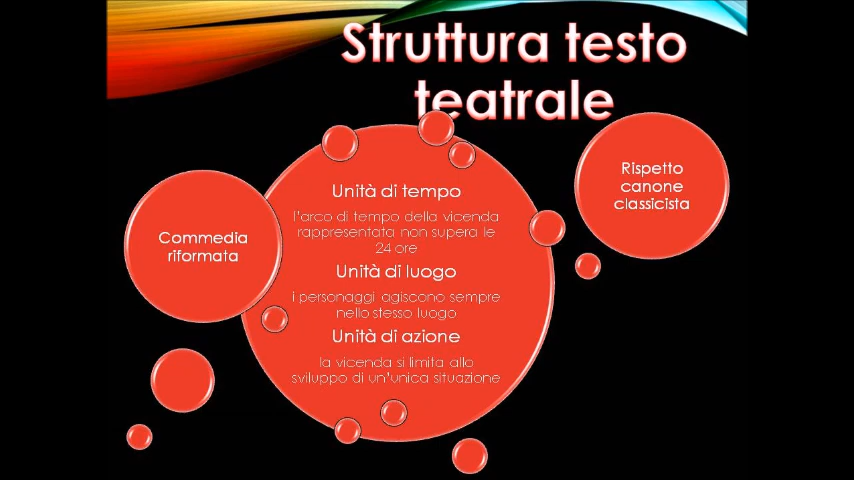 Struttura testo
teatrale
Commedia
riformata
Unità di tempo
l'arco di tempo della vicenda
rappresentata non supera le
24 ore
Unità di luogo
i personaggi agiscono sempre
nello stesso luogo
Unità di azione
la vicenda si limita allo
sviluppo di un'unica situazione
Rispetto
canone
classicista